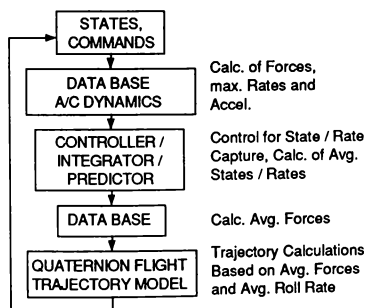 STATES,
COMMANDS
DATA BASE
A/C DYNAMICS
Calc. of Forces,
max. Rates and
Accel.
CONTROLLER /
INTEGRATOR /
PREDICTOR
Control for State / Rate
Capture, Calc. of Avg.
States / Rates
DATA BASE
Calc. Avg. Forces
QUATERNION FLIGHT
TRAJECTORY MODEL
Trajectory Calculations
Based on Avg. Forces
and Avg. Roll Rate